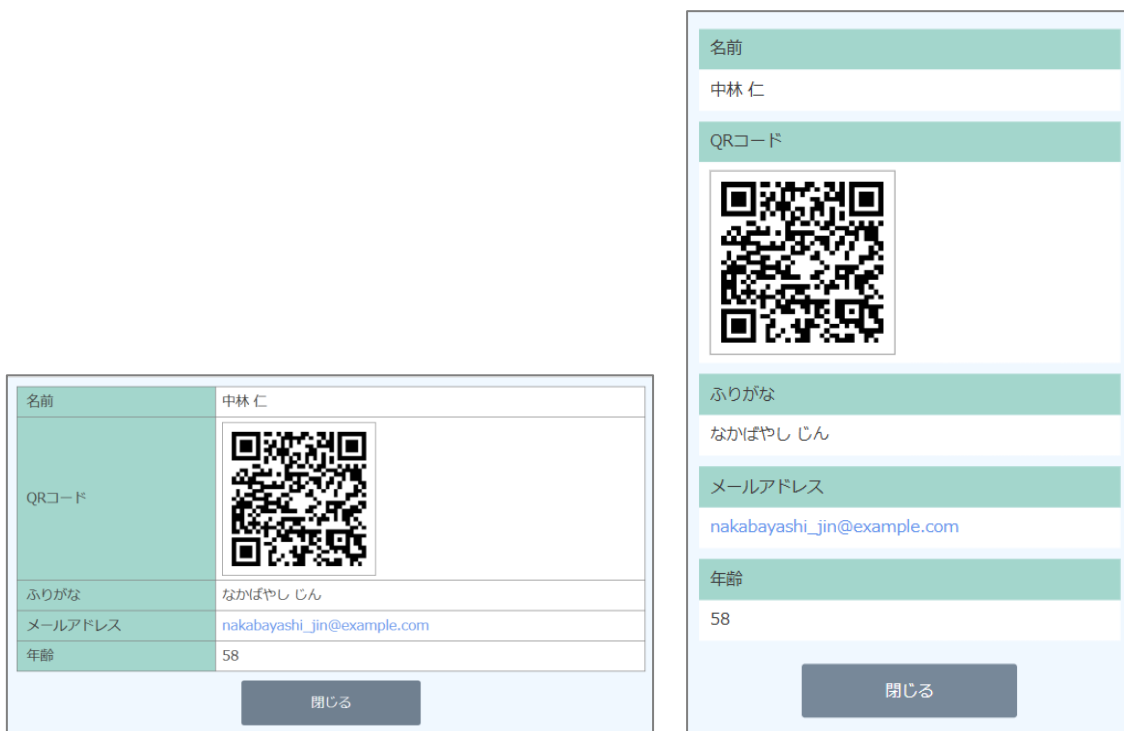 名前 中林 仁
QRコード
ふりがな なかばやし じん
メールアドレス nakabayashi_jin@example.com
年齢 58
閉じる
名前
中林 仁
QRコード
ふりがな
なかばやし じん
メールアドレス
nakabayashi_jin@example.com
年齢
58
閉じる